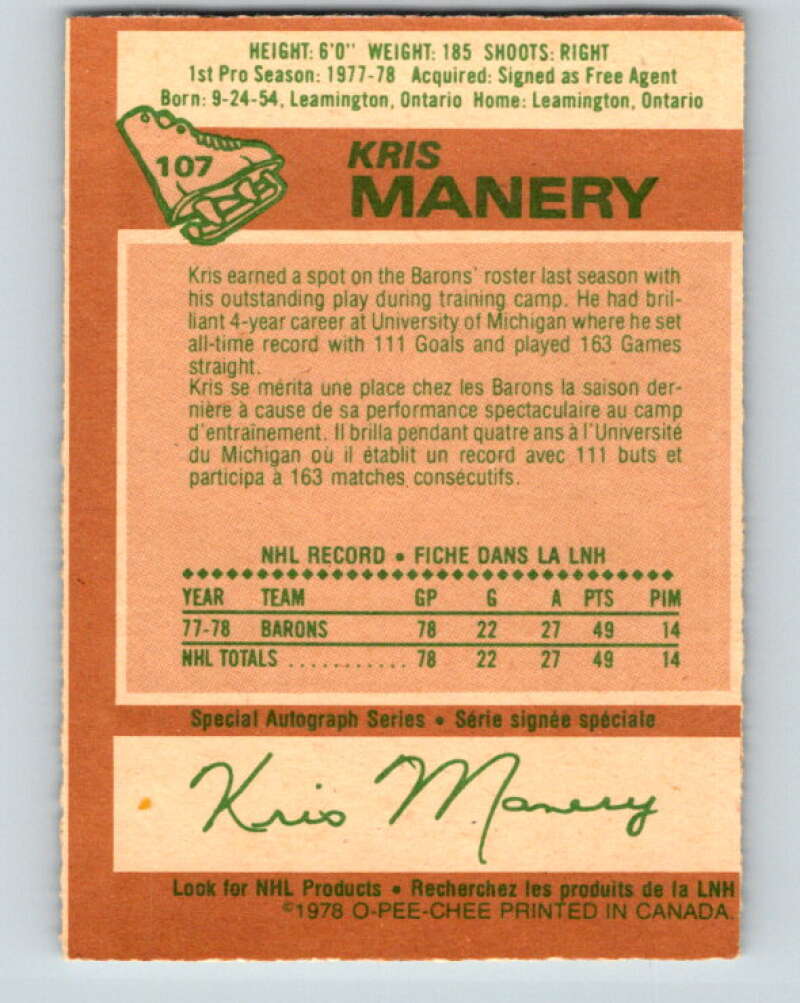 HEIGHT: 6'0" WEIGHT: 185 SHOOTS: RIGHT
1st Pro Season: 1977-78 Acquired: Signed as Free Agent
Born: 9-24-54, Leamington, Ontario Home: Leamington, Ontario
107
KRIS
MANERY
Kris earned a spot on the Barons' roster last season with
his outstanding play during training camp. He had bril-
liant 4-year career at University of Michigan where he set
all-time record with 111 Goals and played 163 Games
straight.
Kris se mérita une place chez les Barons la saison der-
nière à cause de sa performance spectaculaire au camp
d'entraînement. Il brilla pendant quatre ans à l'Université
du Michigan où il établit un record avec 111 buts et
participa à 163 matches consécutifs.
NHL RECORD • FICHE DANS LA LNH
YEAR TEAM GP G A PTS PIM
77-78 BARONS 78 22 27 49 14
NHL TOTALS ........... 78 22 27 49 14
Special Autograph Series • Série signée spéciale
Kris Manery
Look for NHL Products • Recherchez les produits de la LNH
©1978 O-PEE-CHEE PRINTED IN CANADA.